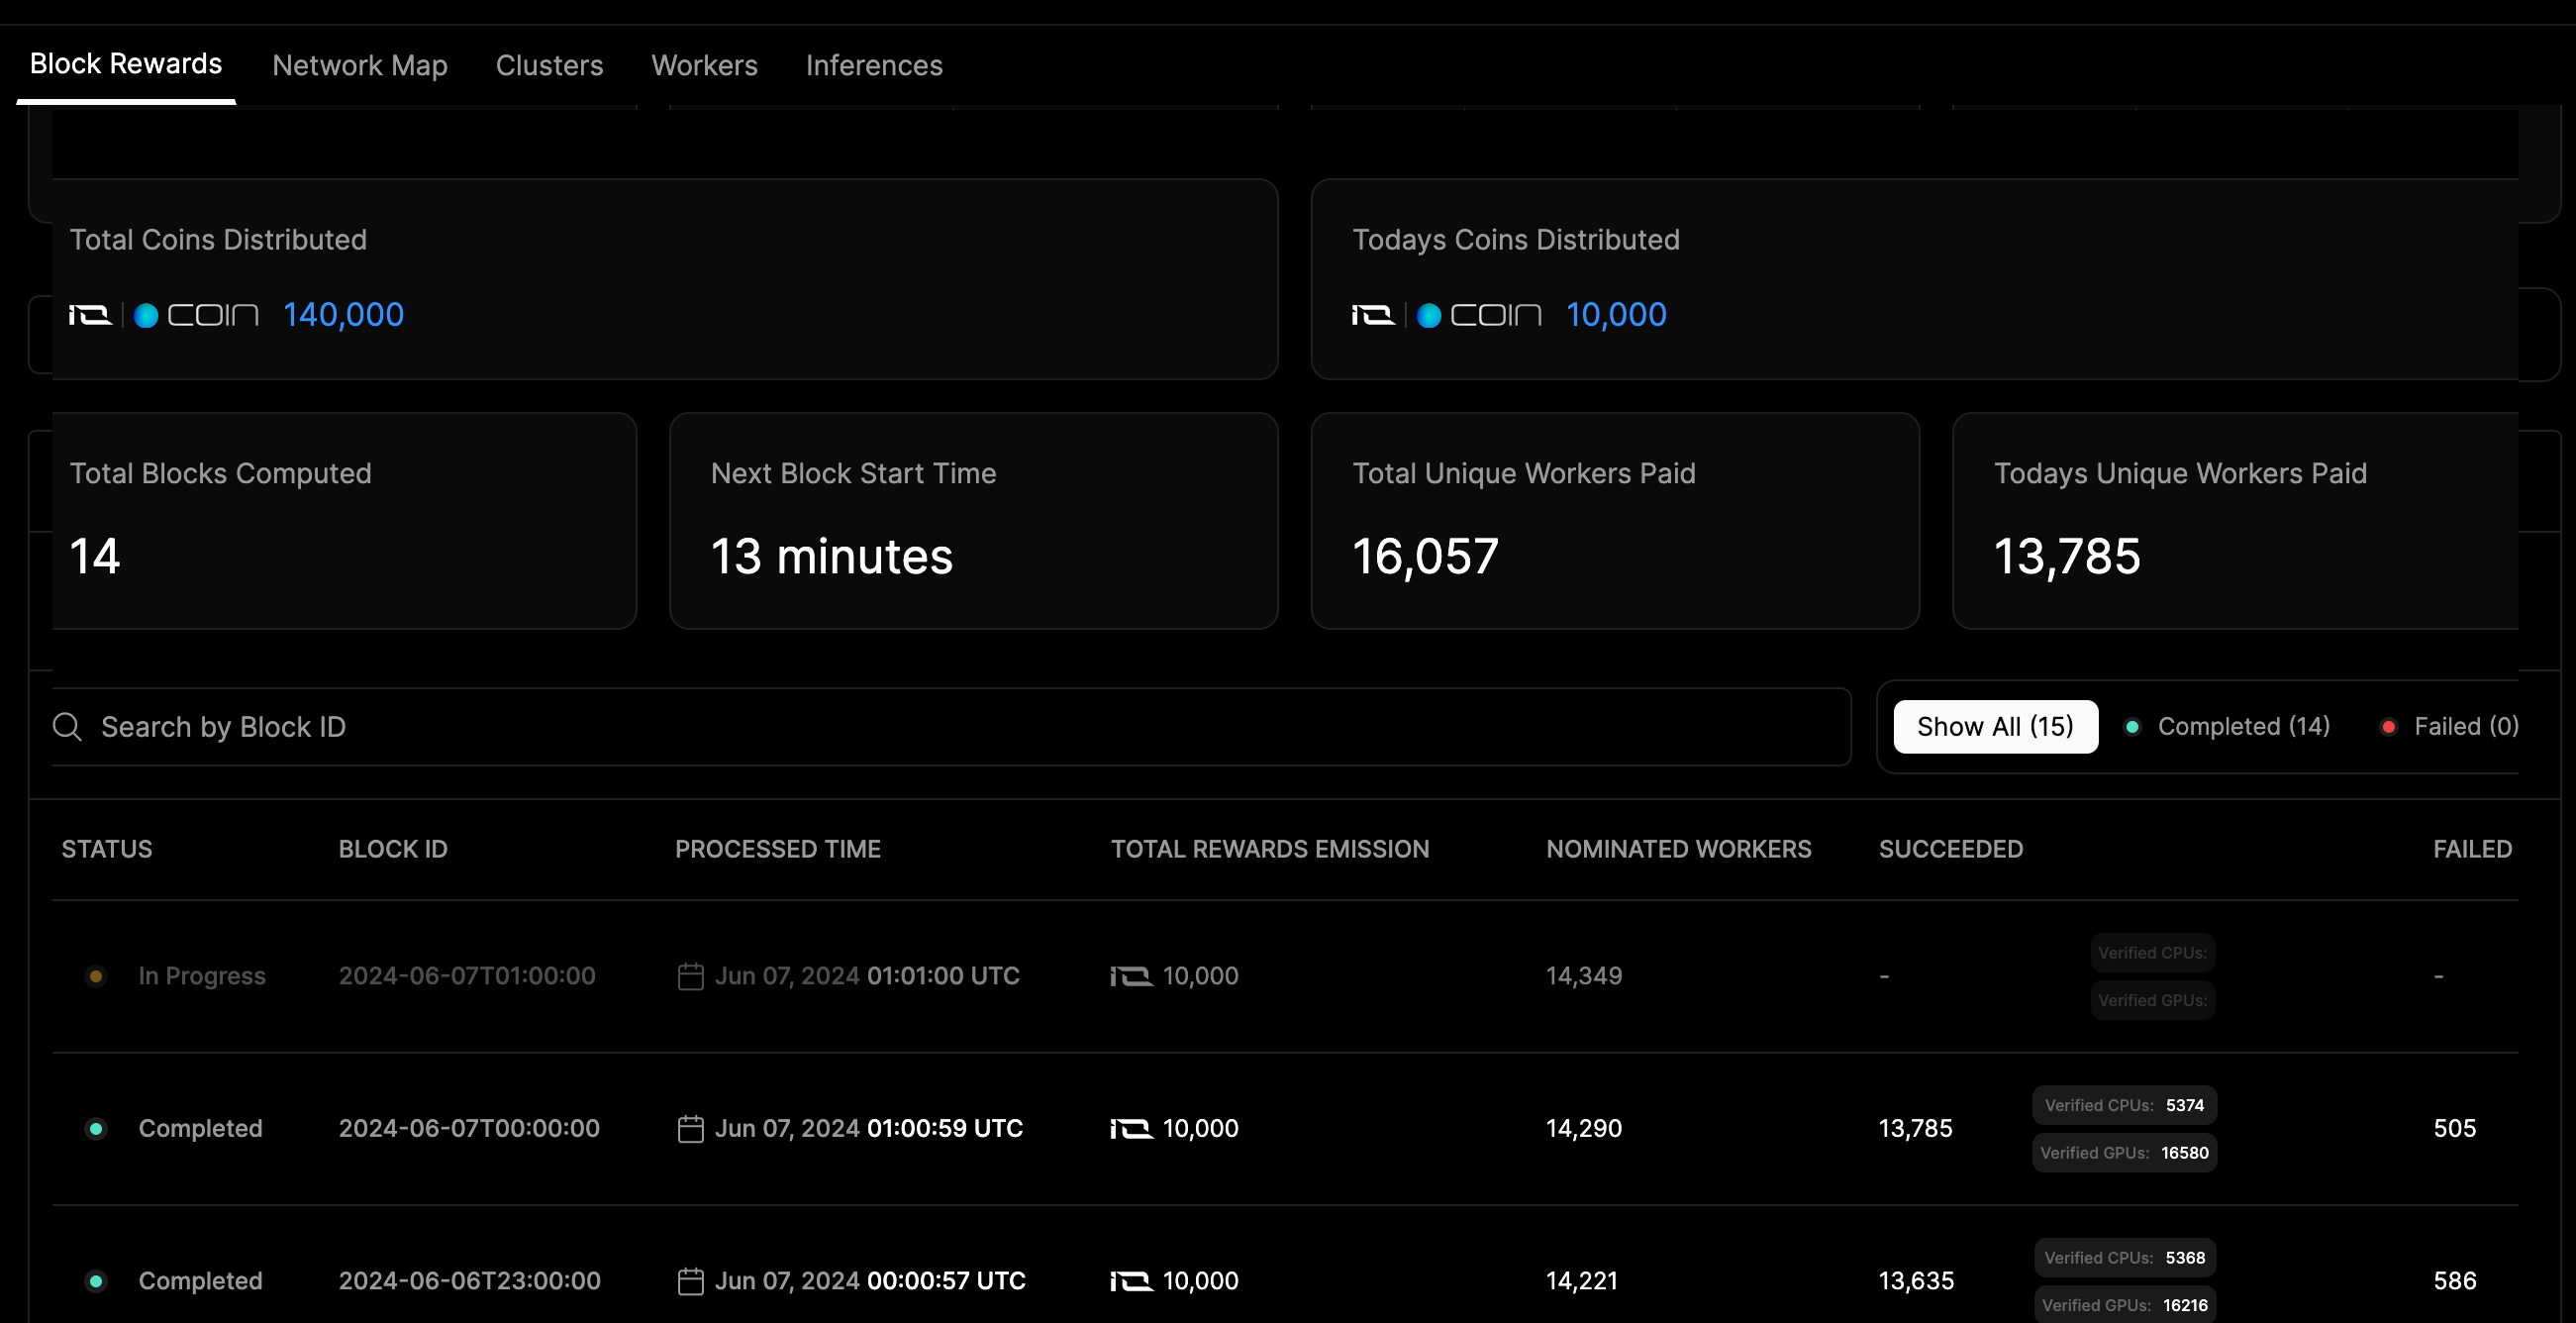 Block Rewards Network Map Clusters Workers Inferences
Total Coins Distributed Todays Coins Distributed
io | COIN 140,000 io | COIN 10,000
Total Blocks Computed Next Block Start Time Total Unique Workers Paid Todays Unique Workers Paid
14 13 minutes 16,057 13,785
Search by Block ID Show All (15) Completed (14) Failed (0)
STATUS BLOCK ID PROCESSED TIME TOTAL REWARDS EMISSION NOMINATED WORKERS SUCCEEDED FAILED
In Progress 2024-06-07T01:00:00 Jun 07, 2024 01:01:00 UTC io 10,000 14,349 - Verified CPUs: -
Verified GPUs:
Completed 2024-06-07T00:00:00 Jun 07, 2024 01:00:59 UTC io 10,000 14,290 13,785 Verified CPUs: 5374 505
Verified GPUs: 16580
Completed 2024-06-06T23:00:00 Jun 07, 2024 00:00:57 UTC io 10,000 14,221 13,635 Verified CPUs: 5368 586
Verified GPUs: 16216